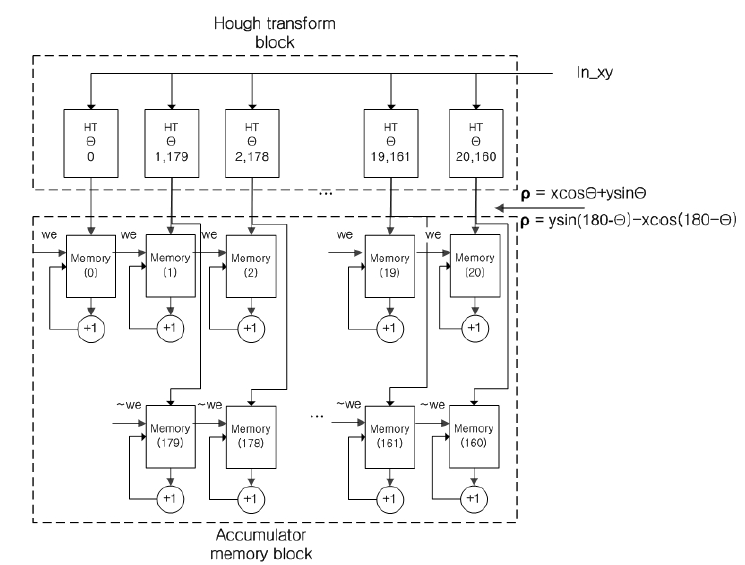 Hough transform
block
In_xy
HT
Θ
0
HT
Θ
1,179
HT
Θ
2,178
HT
Θ
19,161
HT
Θ
20,160
...
ρ = xcosΘ+ysinΘ
ρ = ysin(180-Θ)-xcos(180-Θ)
we
Memory
(0)
we
Memory
(1)
we
Memory
(2)
we
Memory
(19)
we
Memory
(20)
+1
+1
+1
+1
+1
~we
Memory
(179)
~we
Memory
(178)
...
~we
Memory
(161)
~we
Memory
(160)
+1
+1
+1
+1
Accumulator
memory block